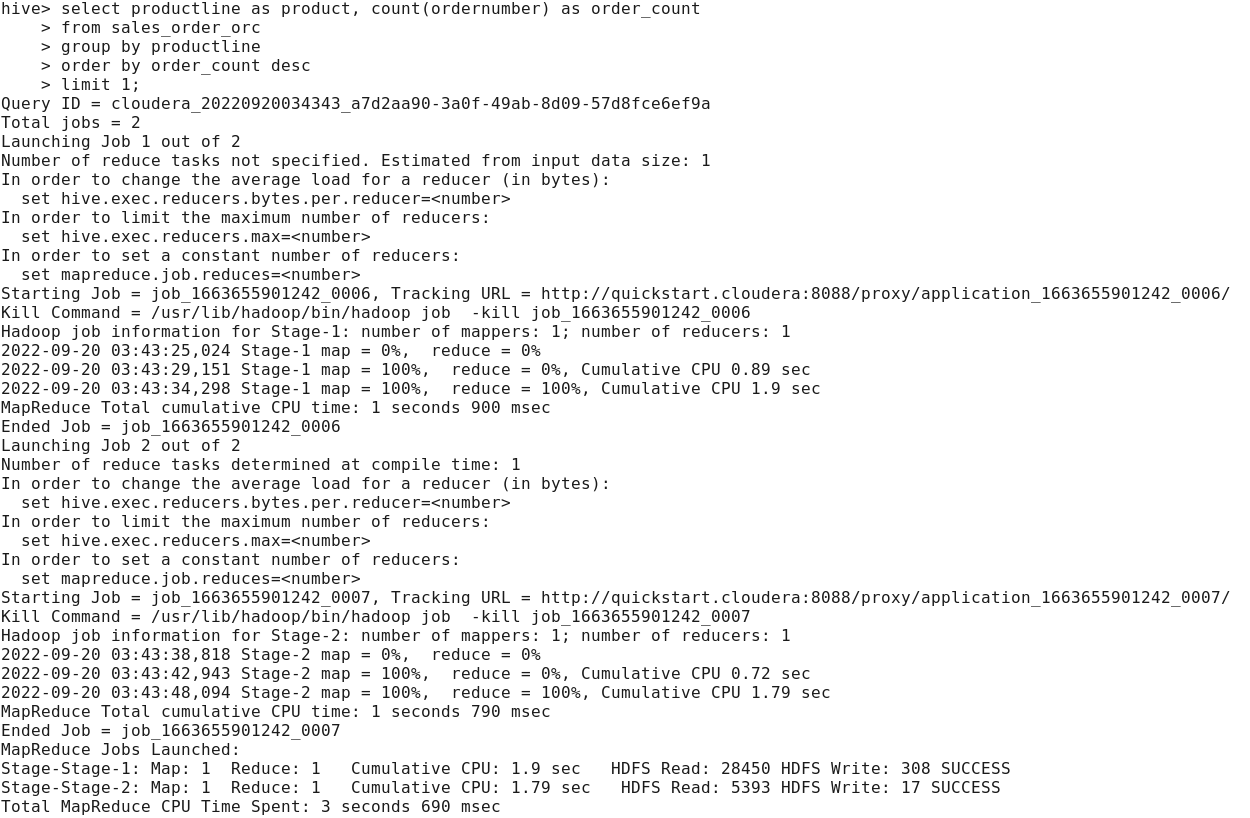 hive> select productline as product, count(ordernumber) as order_count
    > from sales_order_orc
    > group by productline
    > order by order_count desc
    > limit 1;
Query ID = cloudera_20220920034343_a7d2aa90-3a0f-49ab-8d09-57d8fce6ef9a
Total jobs = 2
Launching Job 1 out of 2
Number of reduce tasks not specified. Estimated from input data size: 1
In order to change the average load for a reducer (in bytes):
  set hive.exec.reducers.bytes.per.reducer=<number>
In order to limit the maximum number of reducers:
  set hive.exec.reducers.max=<number>
In order to set a constant number of reducers:
  set mapreduce.job.reduces=<number>
Starting Job = job_1663655901242_0006, Tracking URL = http://quickstart.cloudera:8088/proxy/application_1663655901242_0006/
Kill Command = /usr/lib/hadoop/bin/hadoop job  -kill job_1663655901242_0006
Hadoop job information for Stage-1: number of mappers: 1; number of reducers: 1
2022-09-20 03:43:25,024 Stage-1 map = 0%,  reduce = 0%
2022-09-20 03:43:29,151 Stage-1 map = 100%,  reduce = 0%, Cumulative CPU 0.89 sec
2022-09-20 03:43:34,298 Stage-1 map = 100%,  reduce = 100%, Cumulative CPU 1.9 sec
MapReduce Total cumulative CPU time: 1 seconds 900 msec
Ended Job = job_1663655901242_0006
Launching Job 2 out of 2
Number of reduce tasks determined at compile time: 1
In order to change the average load for a reducer (in bytes):
  set hive.exec.reducers.bytes.per.reducer=<number>
In order to limit the maximum number of reducers:
  set hive.exec.reducers.max=<number>
In order to set a constant number of reducers:
  set mapreduce.job.reduces=<number>
Starting Job = job_1663655901242_0007, Tracking URL = http://quickstart.cloudera:8088/proxy/application_1663655901242_0007/
Kill Command = /usr/lib/hadoop/bin/hadoop job  -kill job_1663655901242_0007
Hadoop job information for Stage-2: number of mappers: 1; number of reducers: 1
2022-09-20 03:43:38,818 Stage-2 map = 0%,  reduce = 0%
2022-09-20 03:43:42,943 Stage-2 map = 100%,  reduce = 0%, Cumulative CPU 0.72 sec
2022-09-20 03:43:48,094 Stage-2 map = 100%,  reduce = 100%, Cumulative CPU 1.79 sec
MapReduce Total cumulative CPU time: 1 seconds 790 msec
Ended Job = job_1663655901242_0007
MapReduce Jobs Launched:
Stage-Stage-1: Map: 1  Reduce: 1   Cumulative CPU: 1.9 sec   HDFS Read: 28450 HDFS Write: 308 SUCCESS
Stage-Stage-2: Map: 1  Reduce: 1   Cumulative CPU: 1.79 sec   HDFS Read: 5393 HDFS Write: 17 SUCCESS
Total MapReduce CPU Time Spent: 3 seconds 690 msec